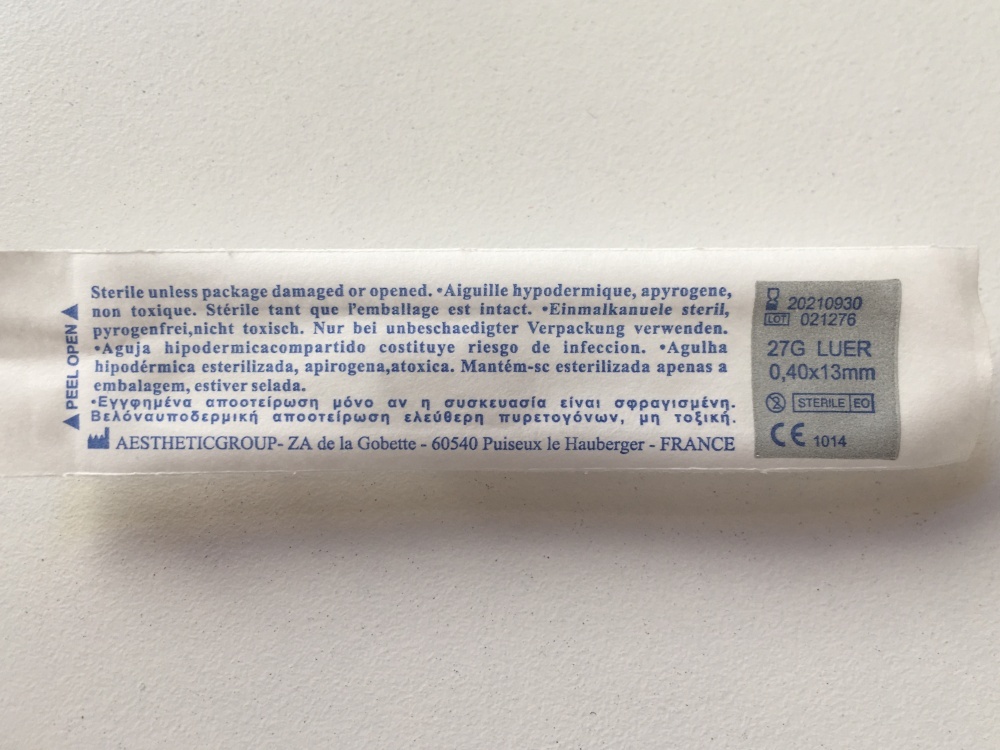 PEEL OPEN
Sterile unless package damaged or opened. •Aiguille hypodermique, apyrogene,
non toxique. Stérile tant que l'emballage est intact. •Einmalkanuele steril,
pyrogenfrei,nicht toxisch. Nur bei unbeschaedigter Verpackung verwenden.
•Aguja hipodermicacompartido costituye riesgo de infeccion. •Agulha
hipodérmica esterilizada, apirogena,atoxica. Mantém-sc esterilizada apenas a
embalagem, estiver selada.
•Εγγφημένα αποοτείρωση μόνο αν η συσκευασία είναι σφραγισμένη.
Βελόναυποδερμική αποοτείρωση ελεύθερη πυρετογόνων, μη τοξική.
AESTHETICGROUP- ZA de la Gobette - 60540 Puiseux le Hauberger - FRANCE
20210930
LOT 021276
27G LUER
0,40x13mm
2 STERILE EO
CE 1014